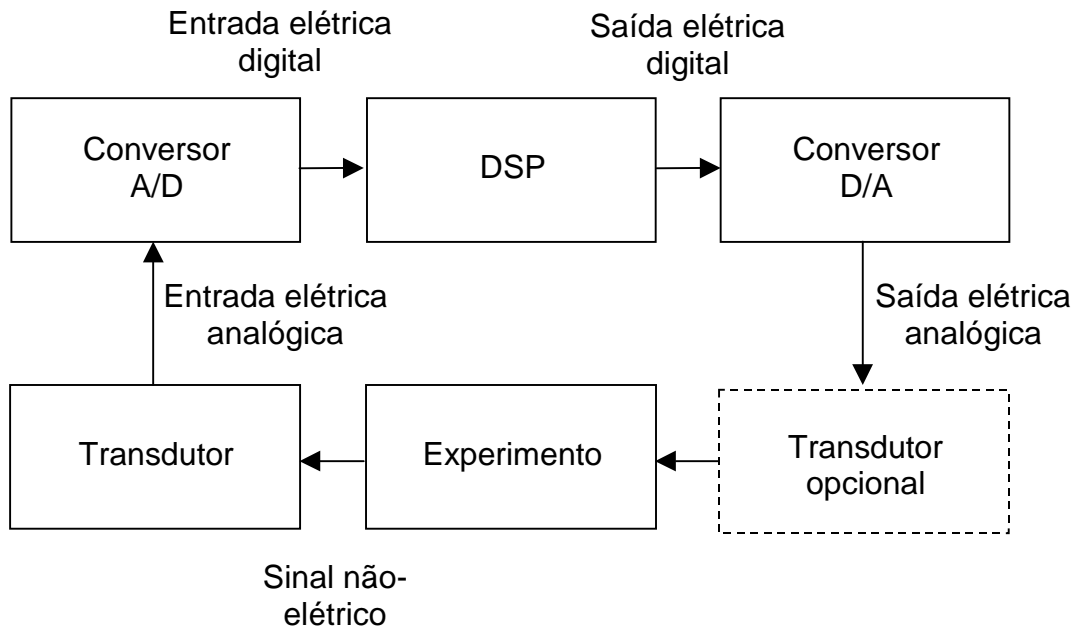 Entrada elétrica
digital
Saída elétrica
digital
Conversor
A/D
DSP
Conversor
D/A
Entrada elétrica
analógica
Saída elétrica
analógica
Transdutor
Experimento
Transdutor
opcional
Sinal não-
elétrico